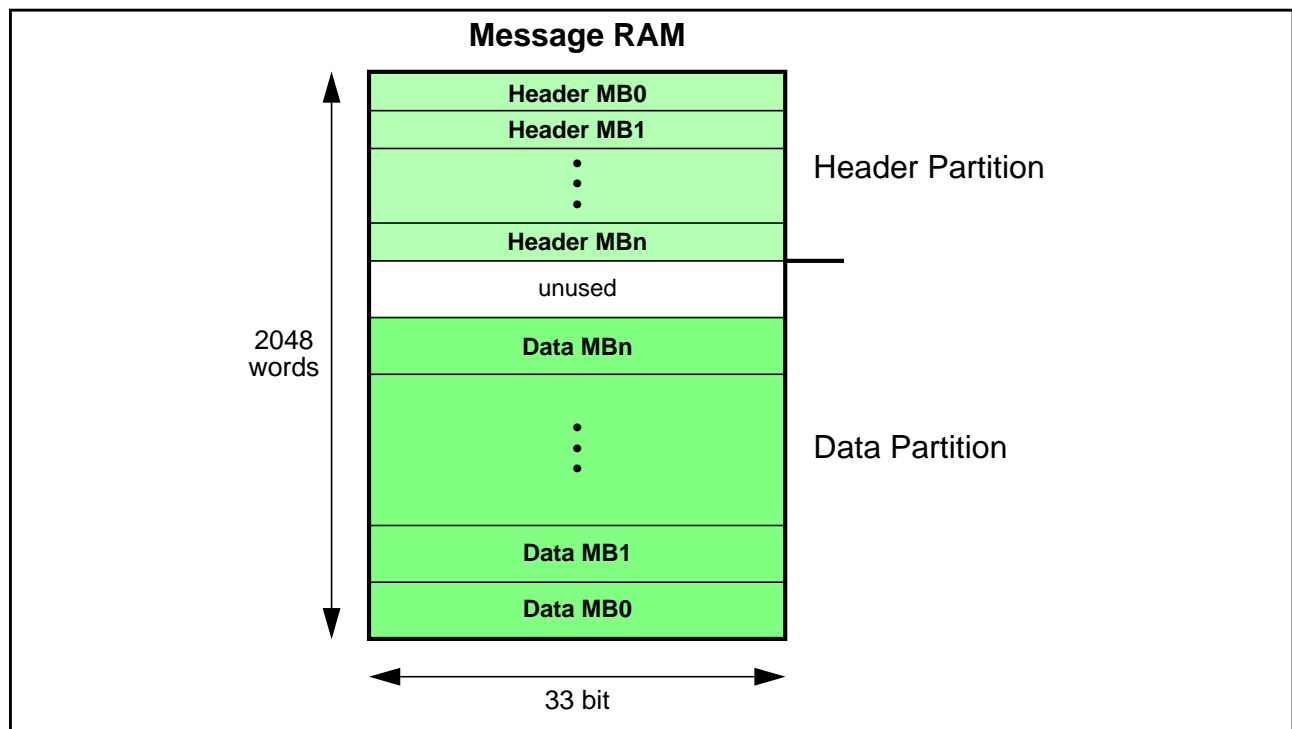 Message RAM
Header MB0
Header MB1
Header Partition
Header MBn
unused
2048
words
Data MBn
Data Partition
Data MB1
Data MB0
33 bit